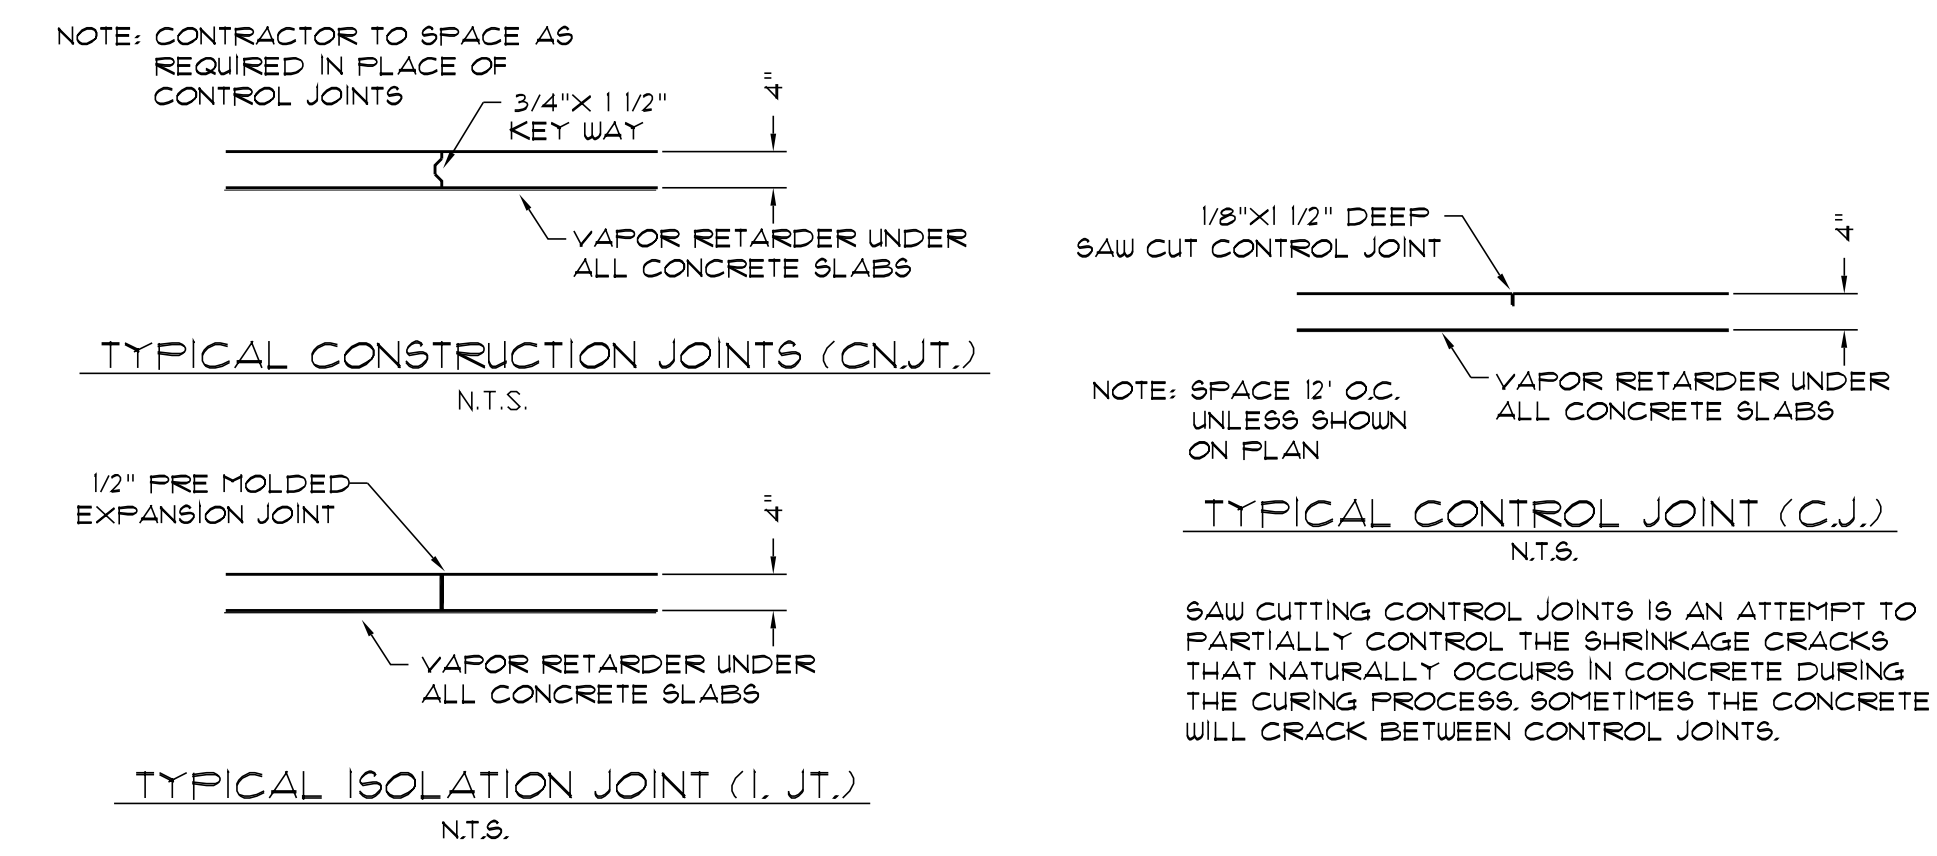 NOTE: CONTRACTOR TO SPACE AS
REQUIRED IN PLACE OF
CONTROL JOINTS
3/4"X 1 1/2"
KEY WAY
4"
VAPOR RETARDER UNDER
ALL CONCRETE SLABS
TYPICAL CONSTRUCTION JOINTS (CN.JT.)
N.T.S.
1/2" PRE MOLDED
EXPANSION JOINT
4"
VAPOR RETARDER UNDER
ALL CONCRETE SLABS
TYPICAL ISOLATION JOINT (I. JT.)
N.T.S.
1/8"X1 1/2" DEEP
SAW CUT CONTROL JOINT
4"
VAPOR RETARDER UNDER
ALL CONCRETE SLABS
NOTE: SPACE 12' O.C.
UNLESS SHOWN
ON PLAN
TYPICAL CONTROL JOINT (C.J.)
N.T.S.
SAW CUTTING CONTROL JOINTS IS AN ATTEMPT TO
PARTIALLY CONTROL THE SHRINKAGE CRACKS
THAT NATURALLY OCCURS IN CONCRETE DURING
THE CURING PROCESS. SOMETIMES THE CONCRETE
WILL CRACK BETWEEN CONTROL JOINTS.